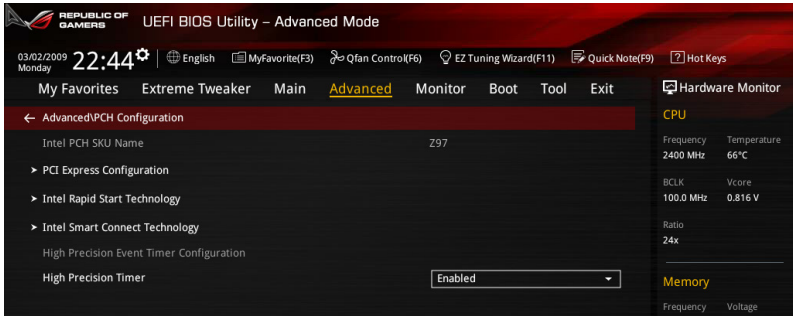 REPUBLIC OF
GAMERS
UEFI BIOS Utility – Advanced Mode
03/02/2009
Monday
22:44
English
MyFavorite(F3)
Qfan Control(F6)
EZ Tuning Wizard(F11)
Quick Note(F9)
? Hot Keys
My Favorites Extreme Tweaker Main Advanced Monitor Boot Tool Exit
Hardware Monitor
Advanced\PCH Configuration
Intel PCH SKU Name Z97
PCI Express Configuration
Intel Rapid Start Technology
Intel Smart Connect Technology
High Precision Event Timer Configuration
High Precision Timer Enabled
CPU
Frequency Temperature
2400 MHz 66°C
BCLK Vcore
100.0 MHz 0.816 V
Ratio
24x
Memory
Frequency Voltage